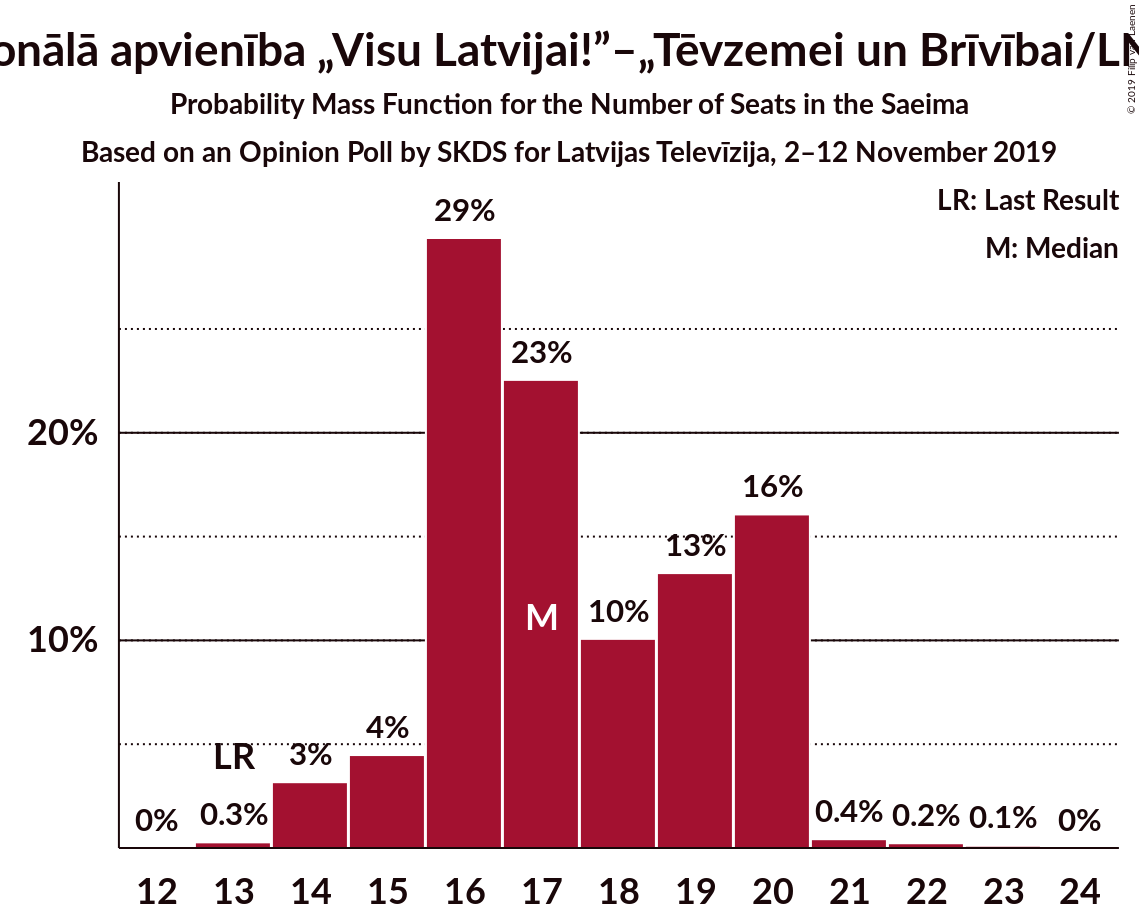 onālā apvienība „Visu Latvijai!”–„Tēvzemei un Brīvībai/LN
Probability Mass Function for the Number of Seats in the Saeima
Based on an Opinion Poll by SKDS for Latvijas Televīzija, 2–12 November 2019
© 2019 Filip van Laenen
LR: Last Result
M: Median
20%
10%
0%
0.3%
LR
3%
4%
29%
23%
M
10%
13%
16%
0.4%
0.2%
0.1%
0%
12 13 14 15 16 17 18 19 20 21 22 23 24